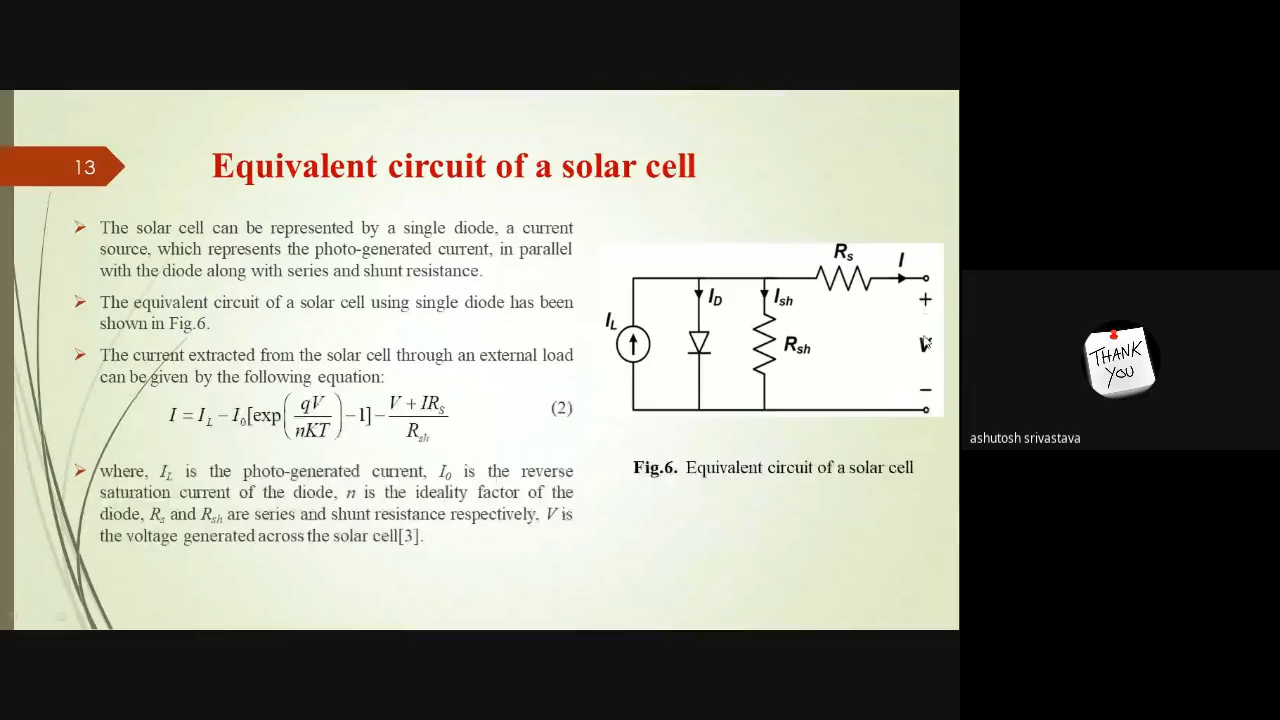 13
Equivalent circuit of a solar cell
➢ The solar cell can be represented by a single diode, a current
source, which represents the photo-generated current, in parallel
with the diode along with series and shunt resistance.
➢ The equivalent circuit of a solar cell using single diode has been
shown in Fig.6.
➢ The current extracted from the solar cell through an external load
can be given by the following equation:
I = I_L − I_0[exp(qV/nKT) −1] − (V + IR_s)/R_sh (2)
➢ where, I_L is the photo-generated current, I_0 is the reverse
saturation current of the diode, n is the ideality factor of the
diode, R_s and R_sh are series and shunt resistance respectively, V is
the voltage generated across the solar cell[3].
R_s I
I_L I_D I_sh +
R_sh V
−
Fig.6. Equivalent circuit of a solar cell
THANK
YOU
ashutosh srivastava